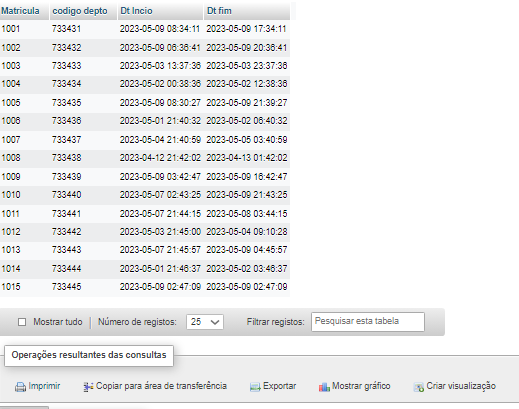 Matricula codigo depto Dt Incio Dt fim
1001 733431 2023-05-09 08:34:11 2023-05-09 17:34:11
1002 733432 2023-05-09 06:36:41 2023-05-09 20:36:41
1003 733433 2023-05-03 13:37:36 2023-05-03 23:37:36
1004 733434 2023-05-02 00:38:36 2023-05-02 12:38:36
1005 733435 2023-05-09 08:30:27 2023-05-09 21:39:27
1006 733436 2023-05-01 21:40:32 2023-05-02 06:40:32
1007 733437 2023-05-04 21:40:59 2023-05-05 03:40:59
1008 733438 2023-04-12 21:42:02 2023-04-13 01:42:02
1009 733439 2023-05-09 03:42:47 2023-05-09 16:42:47
1010 733440 2023-05-07 02:43:25 2023-05-09 21:43:25
1011 733441 2023-05-07 21:44:15 2023-05-08 03:44:15
1012 733442 2023-05-03 21:45:00 2023-05-04 09:10:28
1013 733443 2023-05-07 21:45:57 2023-05-09 04:45:57
1014 733444 2023-05-01 21:46:37 2023-05-02 03:46:37
1015 733445 2023-05-09 02:47:09 2023-05-09 02:47:09
Mostrar tudo | Número de registos: 25 Filtrar registos: Pesquisar esta tabela
Operações resultantes das consultas
Imprimir Copiar para área de transferência Exportar Mostrar gráfico Criar visualização